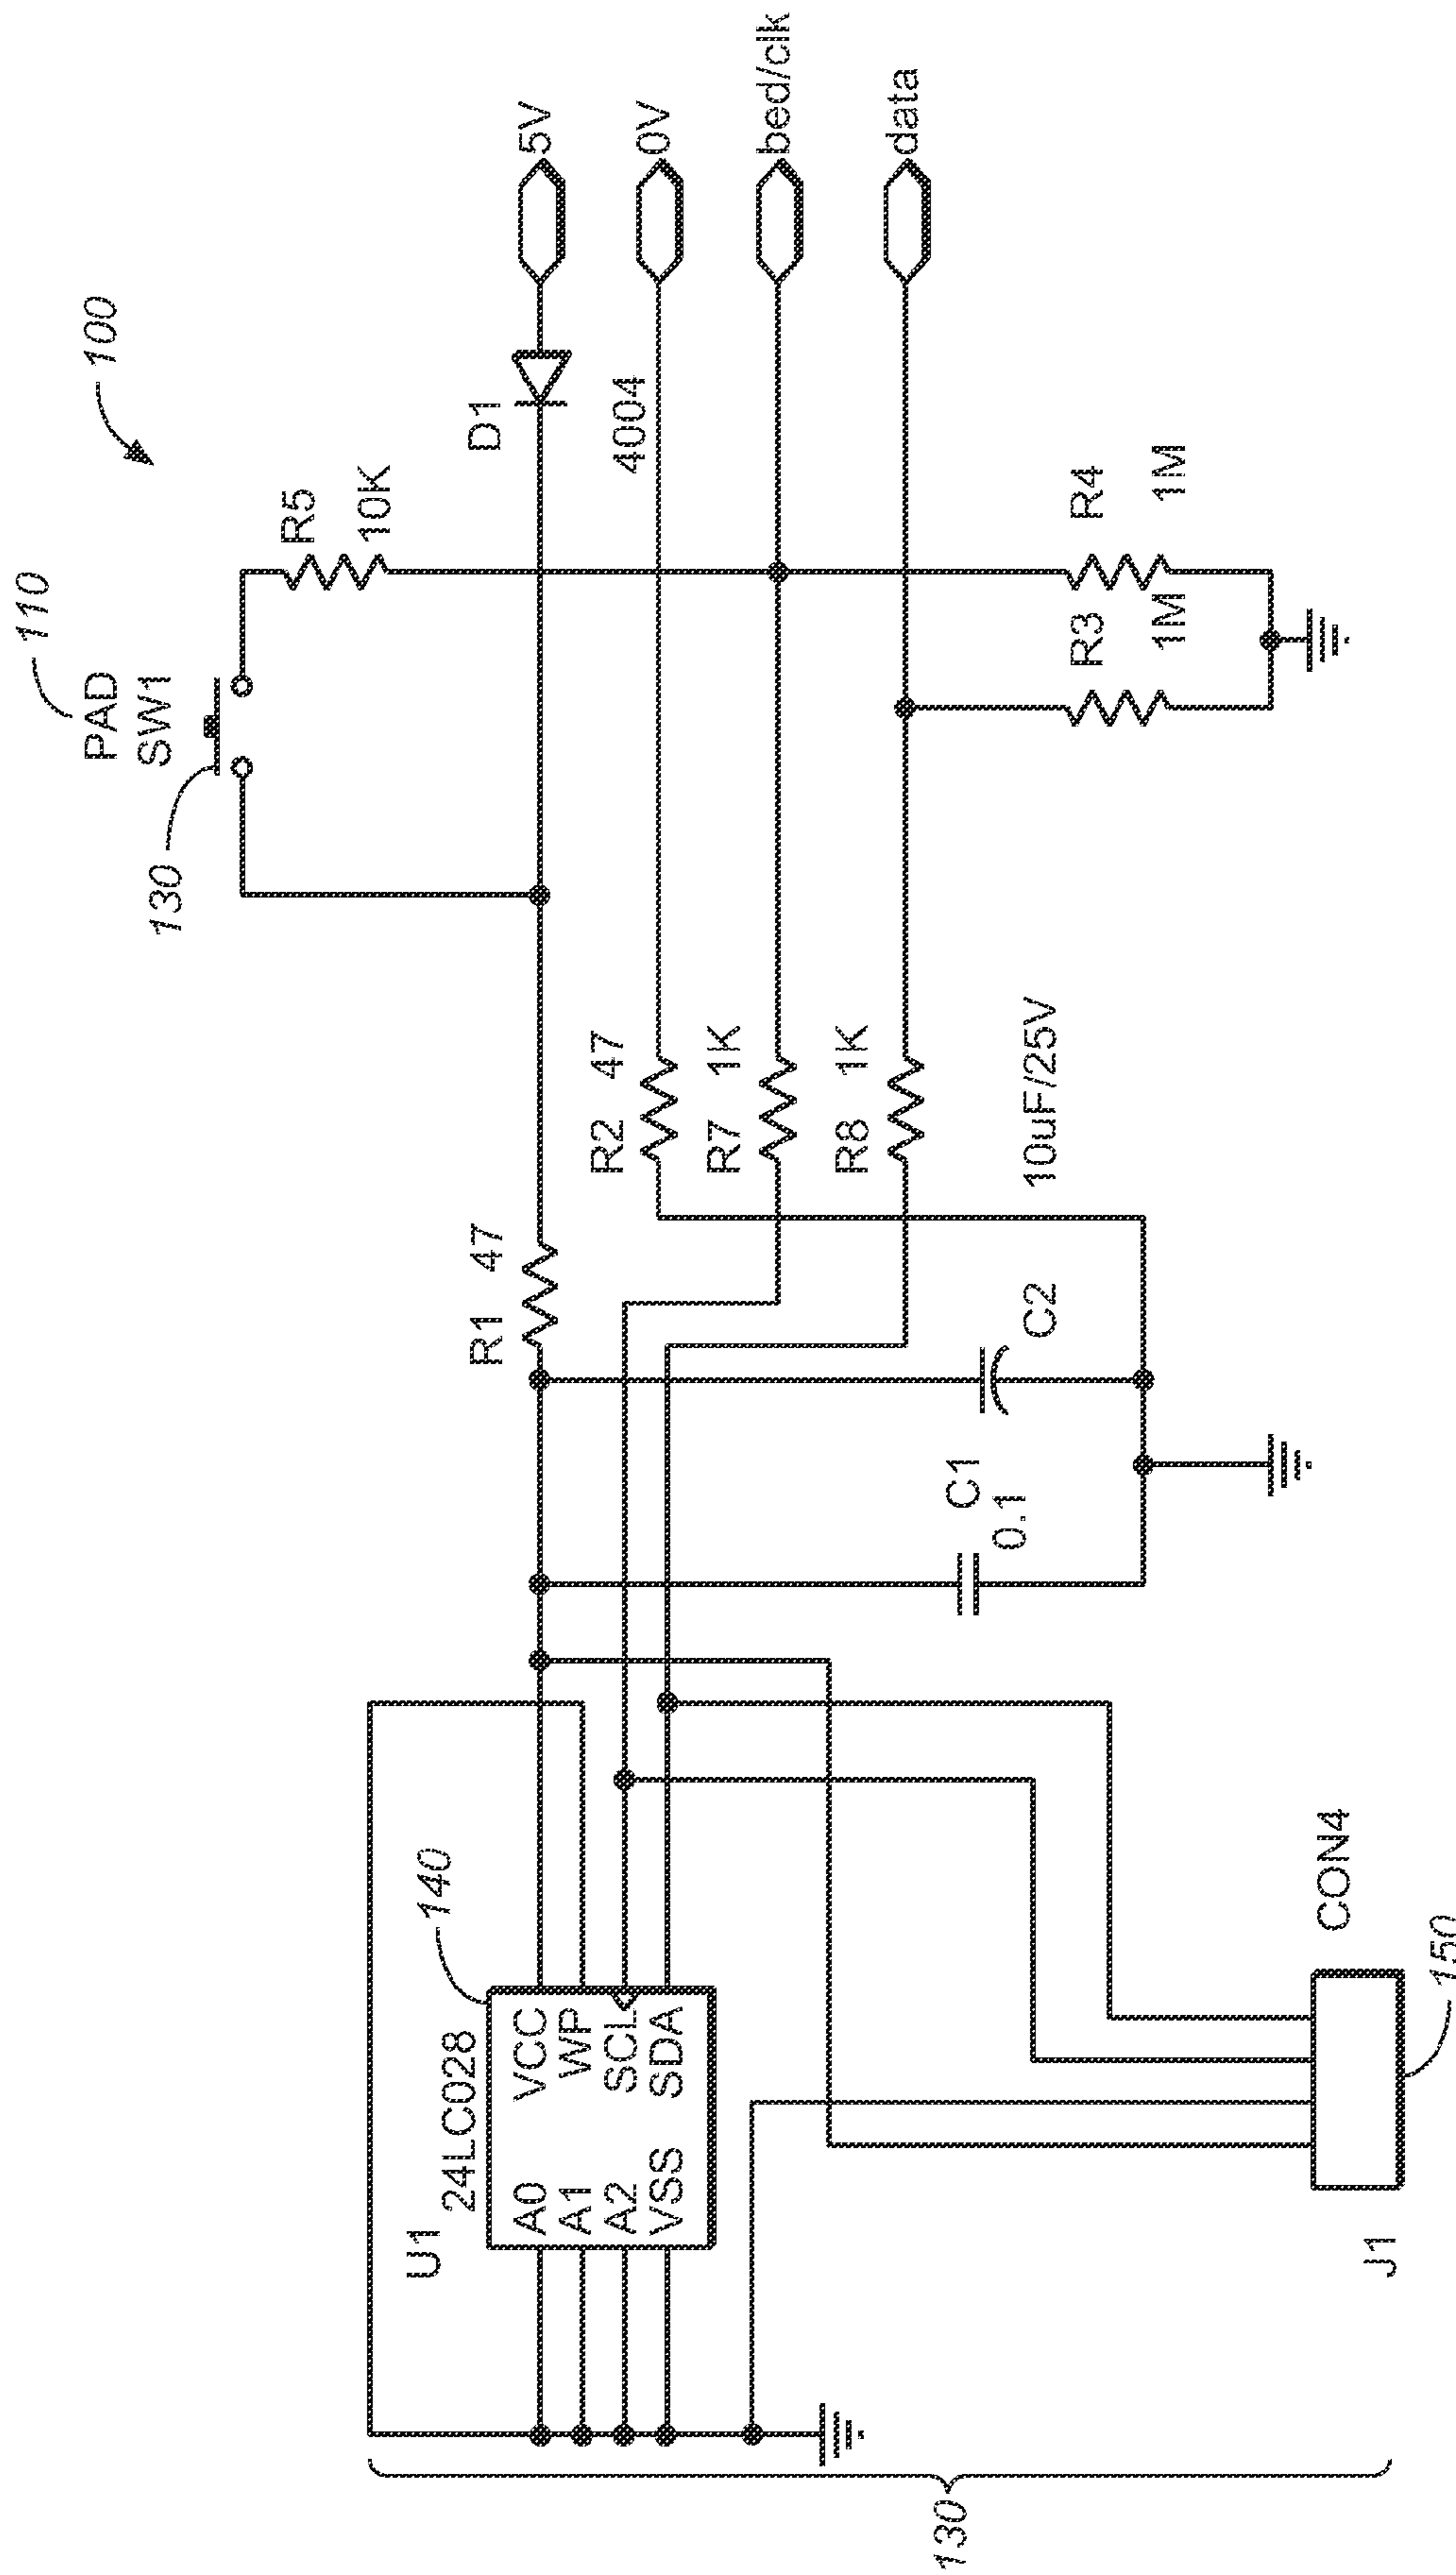 100
110
PAD
SW1
130
R5
10K
D1
4004
5V
0V
bed/clk
data
R1 47
R2 47
R7 1K
R8 1K
R3
1M
R4
1M
10uF/25V
C2
C1
0.1
140
U1
24LC028
A0 VCC
A1 WP
A2 SCL
VSS SDA
CON4
150
J1
130